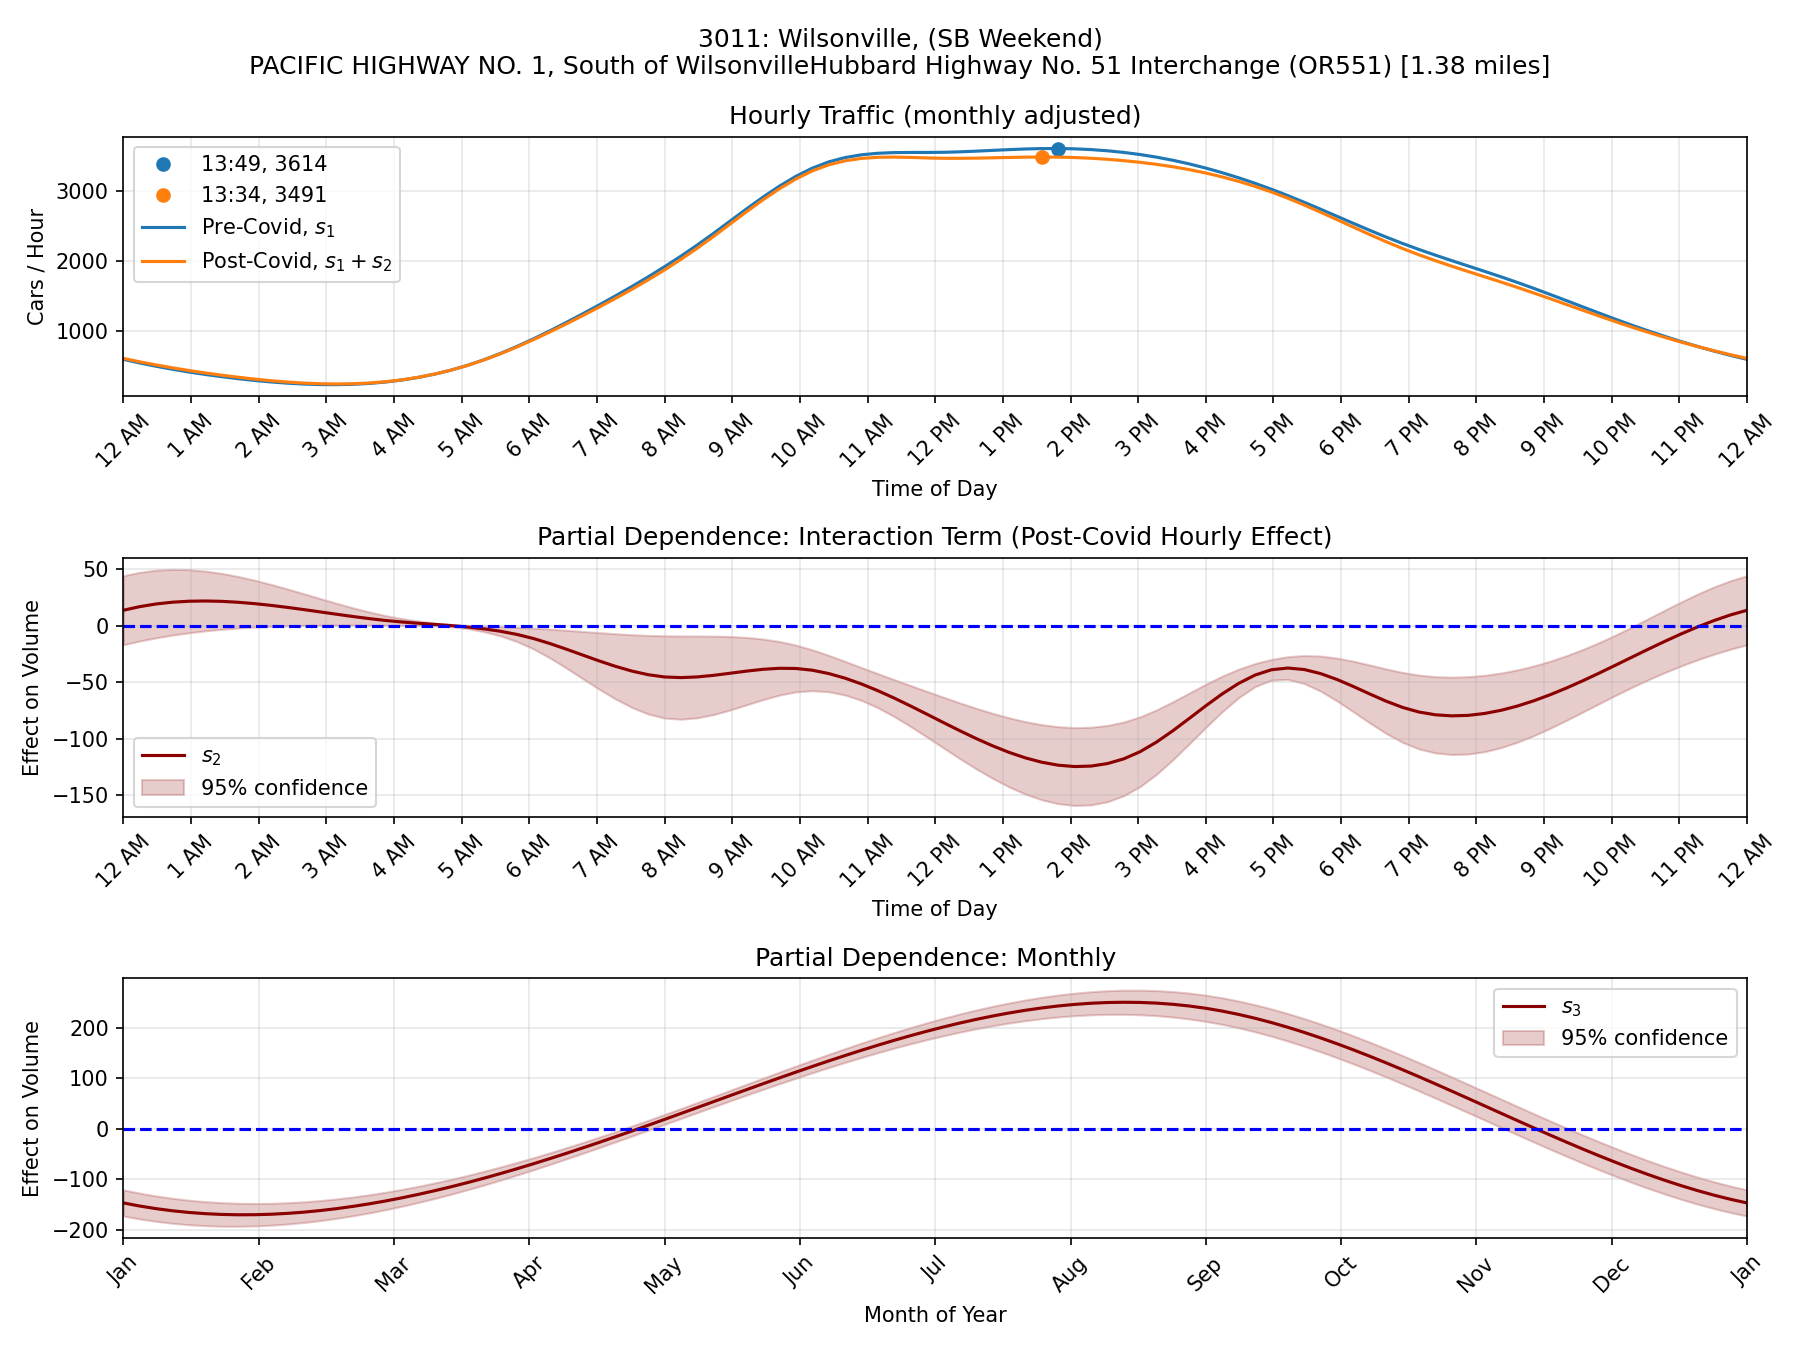 3011: Wilsonville, (SB Weekend)
PACIFIC HIGHWAY NO. 1, South of WilsonvilleHubbard Highway No. 51 Interchange (OR551) [1.38 miles]
Hourly Traffic (monthly adjusted)
13:49, 3614
13:34, 3491
Pre-Covid, s1
Post-Covid, s1 + s2
Cars / Hour
3000
2000
1000
12 AM 1 AM 2 AM 3 AM 4 AM 5 AM 6 AM 7 AM 8 AM 9 AM 10 AM 11 AM 12 PM 1 PM 2 PM 3 PM 4 PM 5 PM 6 PM 7 PM 8 PM 9 PM 10 PM 11 PM 12 AM
Time of Day
Partial Dependence: Interaction Term (Post-Covid Hourly Effect)
Effect on Volume
50
0
−50
−100
−150
s2
95% confidence
12 AM 1 AM 2 AM 3 AM 4 AM 5 AM 6 AM 7 AM 8 AM 9 AM 10 AM 11 AM 12 PM 1 PM 2 PM 3 PM 4 PM 5 PM 6 PM 7 PM 8 PM 9 PM 10 PM 11 PM 12 AM
Time of Day
Partial Dependence: Monthly
Effect on Volume
200
100
0
−100
−200
s3
95% confidence
Jan Feb Mar Apr May Jun Jul Aug Sep Oct Nov Dec Jan
Month of Year